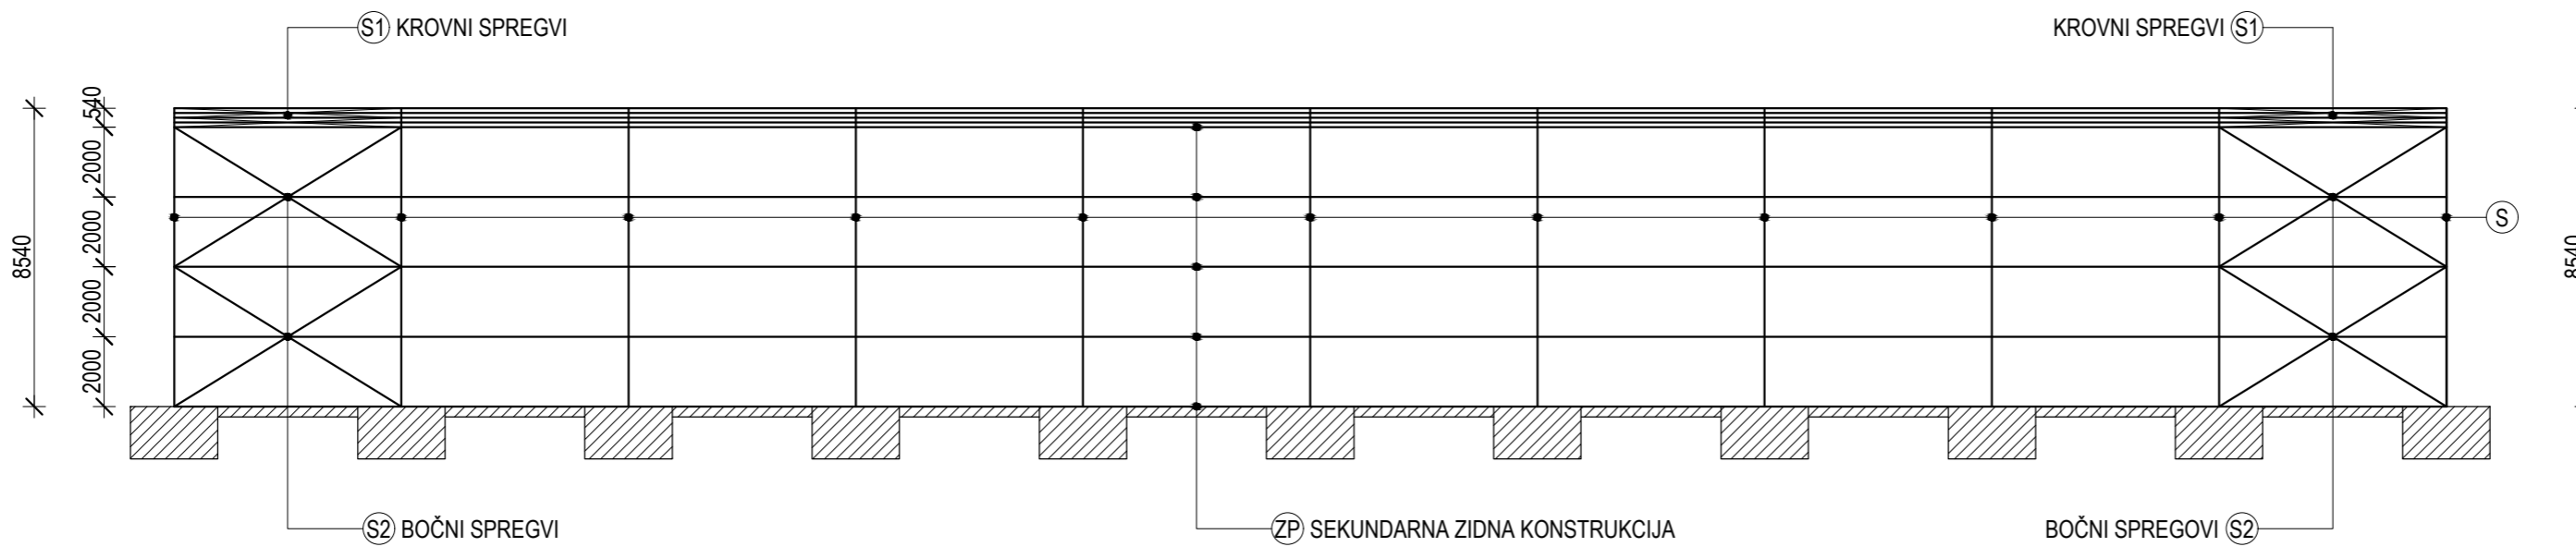 S1 KROVNI SPREGVI
KROVNI SPREGVI S1
540
2000
2000
2000
2000
8540
8540
S
S2 BOČNI SPREGVI
ZP SEKUNDARNA ZIDNA KONSTRUKCIJA
BOČNI SPREGOVI S2